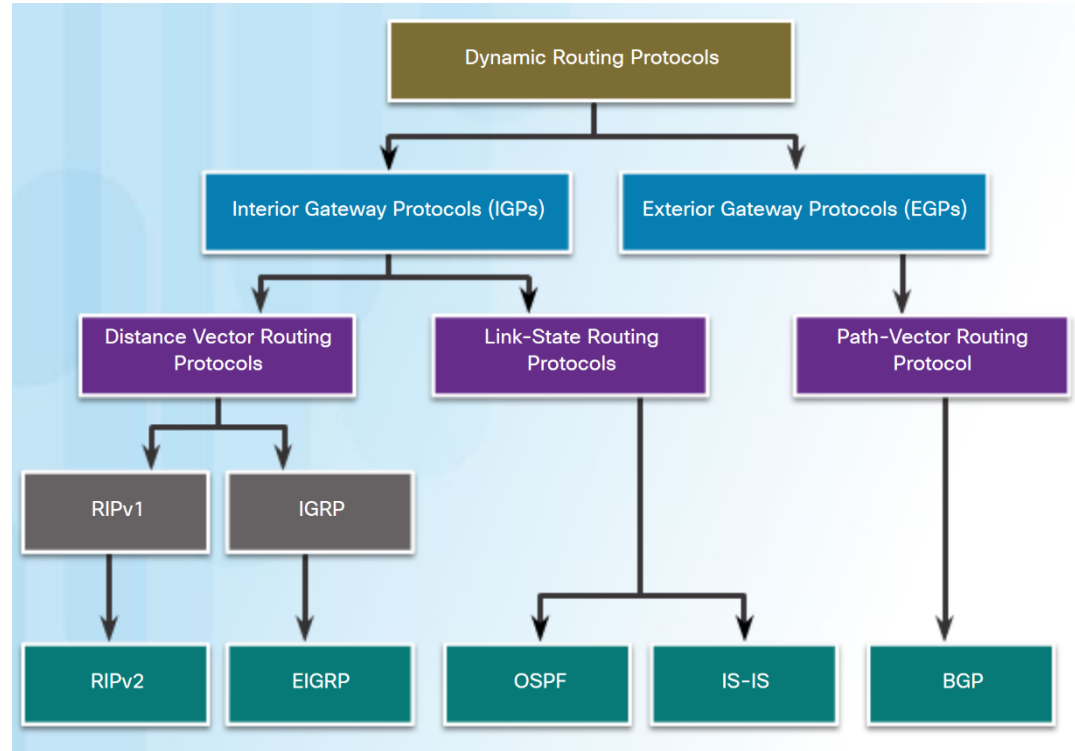 Dynamic Routing Protocols
Interior Gateway Protocols (IGPs)
Exterior Gateway Protocols (EGPs)
Distance Vector Routing
Protocols
Link-State Routing
Protocols
Path-Vector Routing
Protocol
RIPv1
IGRP
RIPv2
EIGRP
OSPF
IS-IS
BGP